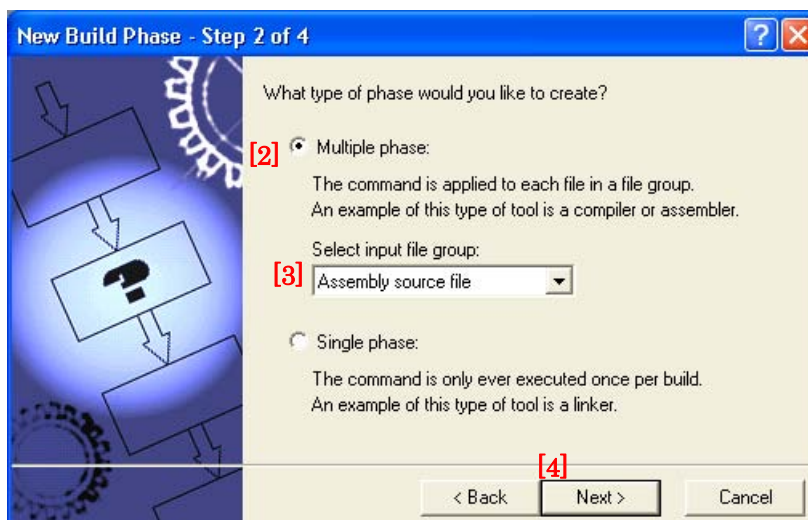 New Build Phase - Step 2 of 4
What type of phase would you like to create?
[2] Multiple phase:
The command is applied to each file in a file group.
An example of this type of tool is a compiler or assembler.
Select input file group:
[3] Assembly source file
Single phase:
The command is only ever executed once per build.
An example of this type of tool is a linker.
[4]
< Back Next > Cancel